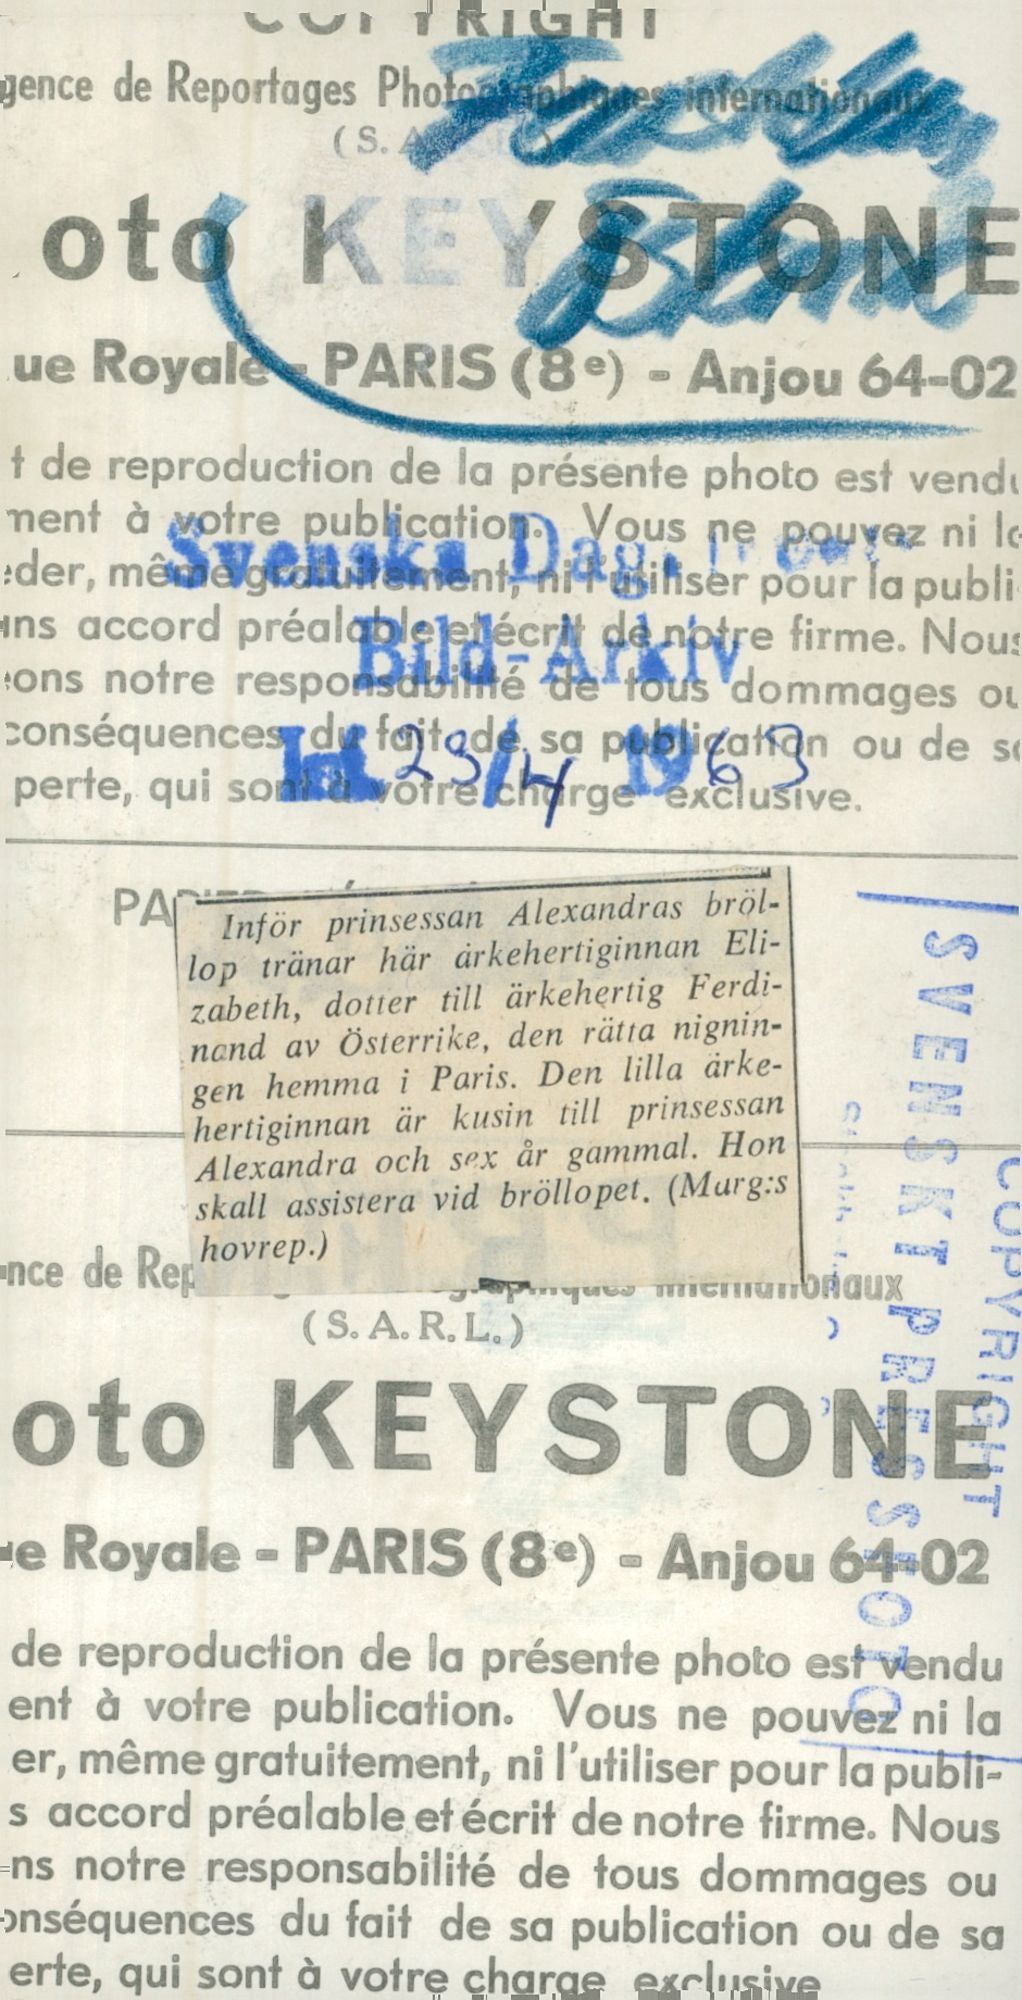 COPYRIGHT
gence de Reportages Photographiques internationaux
(S. A.
oto KEYSTONE
ue Royale - PARIS (8e) - Anjou 64-02
t de reproduction de la présente photo est vendu
ment à votre publication. Vous ne pouvez ni la
éder, même gratuitement, ni l'utiliser pour la publi-
ans accord préalable et écrit de notre firme. Nous
ons notre responsabilité de tous dommages ou
conséquences du fait de sa publication ou de sa
perte, qui sont à votre charge exclusive.
Svenska Dag
Bild-Arkiv
Ink 23/4 1963
PA
Inför prinsessan Alexandras bröl-
lop tränar här ärkehertiginnan Eli-
zabeth, dotter till ärkehertig Ferdi-
nand av Österrike, den rätta nignin-
gen hemma i Paris. Den lilla ärke-
hertiginnan är kusin till prinsessan
Alexandra och sex år gammal. Hon
skall assistera vid bröllopet. (Murg:s
hovrep.)
COPYRIGHT
SVENSKT PRESSFOTO
nce de Rep graphiques internationaux
(S. A. R. L.)
oto KEYSTONE
e Royale - PARIS (8e) - Anjou 64-02
de reproduction de la présente photo est vendu
ent à votre publication. Vous ne pouvez ni la
er, même gratuitement, ni l'utiliser pour la publi-
s accord préalable et écrit de notre firme. Nous
ns notre responsabilité de tous dommages ou
onséquences du fait de sa publication ou de sa
erte, qui sont à votre charge exclusive